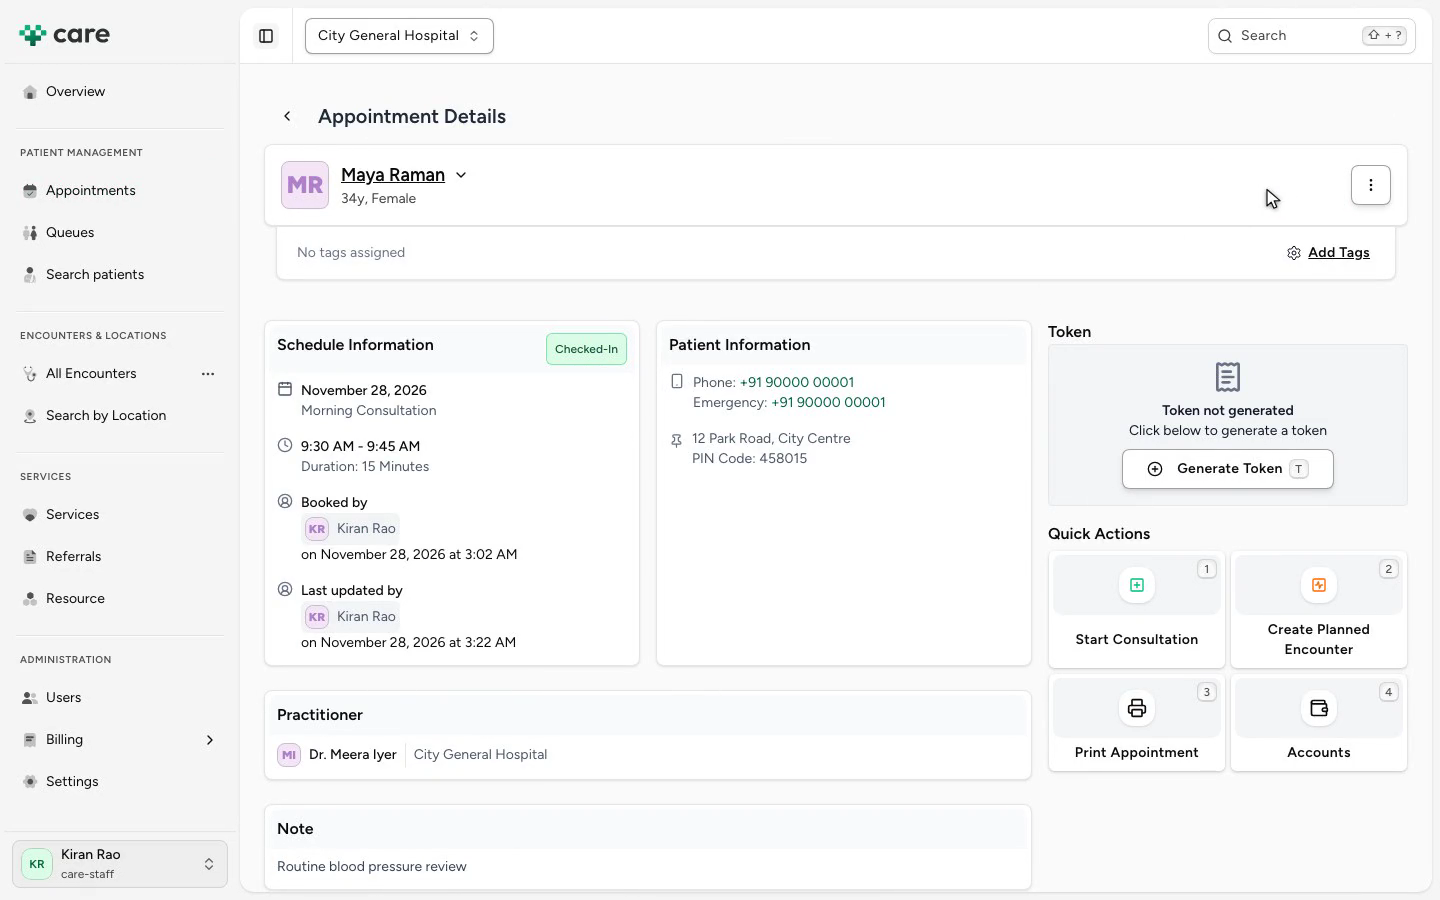 care
City General Hospital
Search
⇧ + ?
Overview
PATIENT MANAGEMENT
Appointments
Queues
Search patients
ENCOUNTERS & LOCATIONS
All Encounters
Search by Location
SERVICES
Services
Referrals
Resource
ADMINISTRATION
Users
Billing
Settings
KR
Kiran Rao
care-staff
Appointment Details
MR
Maya Raman
34y, Female
No tags assigned
Add Tags
Schedule Information
Checked-In
November 28, 2026
Morning Consultation
9:30 AM - 9:45 AM
Duration: 15 Minutes
Booked by
KR Kiran Rao
on November 28, 2026 at 3:02 AM
Last updated by
KR Kiran Rao
on November 28, 2026 at 3:22 AM
Patient Information
Phone: +91 90000 00001
Emergency: +91 90000 00001
12 Park Road, City Centre
PIN Code: 458015
Practitioner
MI Dr. Meera Iyer City General Hospital
Note
Routine blood pressure review
Token
Token not generated
Click below to generate a token
Generate Token T
Quick Actions
1
Start Consultation
2
Create Planned
Encounter
3
Print Appointment
4
Accounts